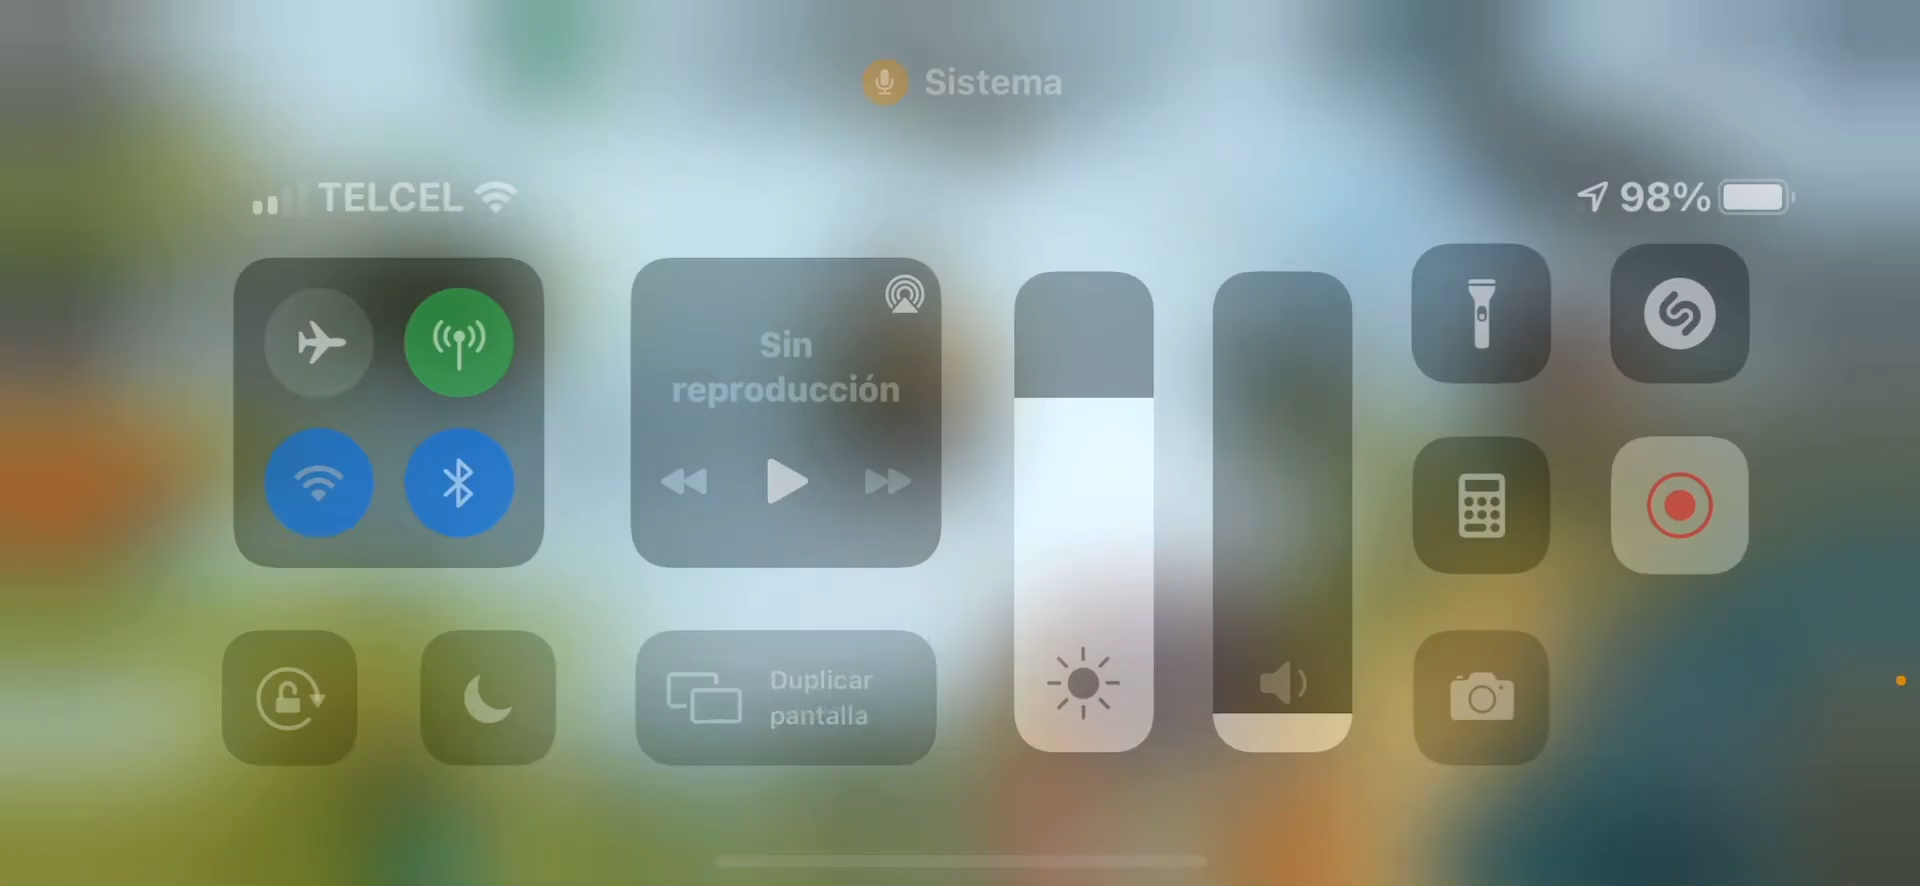 Sistema
TELCEL
98%
Sin
reproducción
Duplicar
pantalla